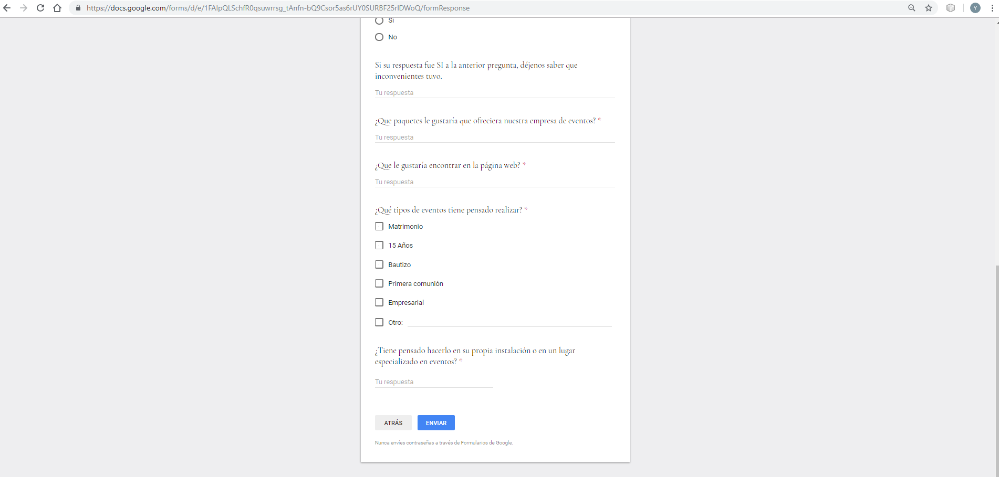 https://docs.google.com/forms/d/e/1FAIpQLSchfR0qsuwrrsg_tAnfn-bQ9Csor5as6rUY0SURBF25rIDWoQ/formResponse
Y
Si
No
Si su respuesta fue SI a la anterior pregunta, déjenos saber que
inconvenientes tuvo.
Tu respuesta
¿Que paquetes le gustaría que ofreciera nuestra empresa de eventos? *
Tu respuesta
¿Que le gustaría encontrar en la página web? *
Tu respuesta
¿Qué tipos de eventos tiene pensado realizar? *
Matrimonio
15 Años
Bautizo
Primera comunión
Empresarial
Otro:
¿Tiene pensado hacerlo en su propia instalación o en un lugar
especializado en eventos? *
Tu respuesta
ATRÁS ENVIAR
Nunca envíes contraseñas a través de Formularios de Google.